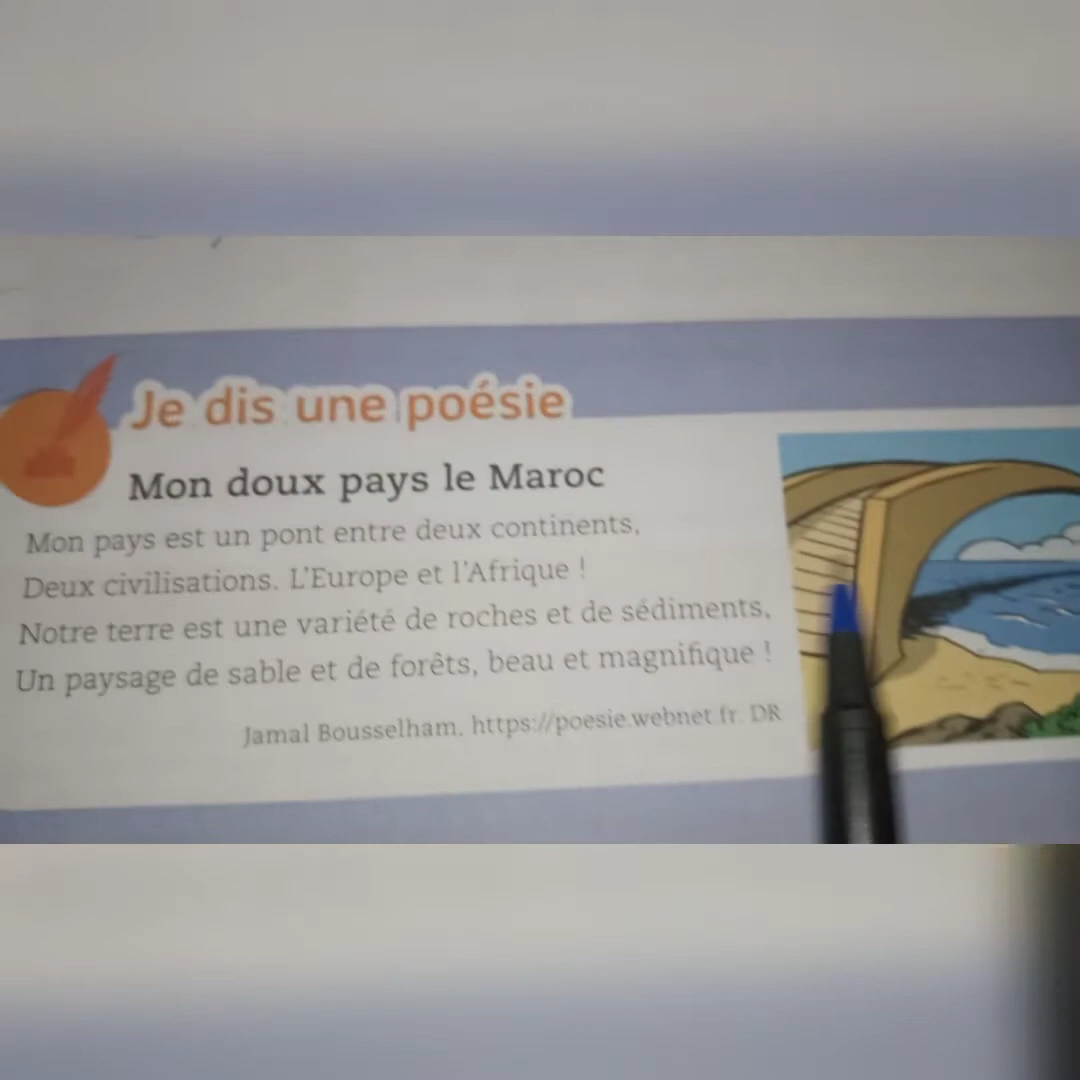 Je dis une poésie
Mon doux pays le Maroc
Mon pays est un pont entre deux continents,
Deux civilisations. L'Europe et l'Afrique !
Notre terre est une variété de roches et de sédiments,
Un paysage de sable et de forêts, beau et magnifique !
Jamal Bousselham, https://poesie.webnet.fr. DR